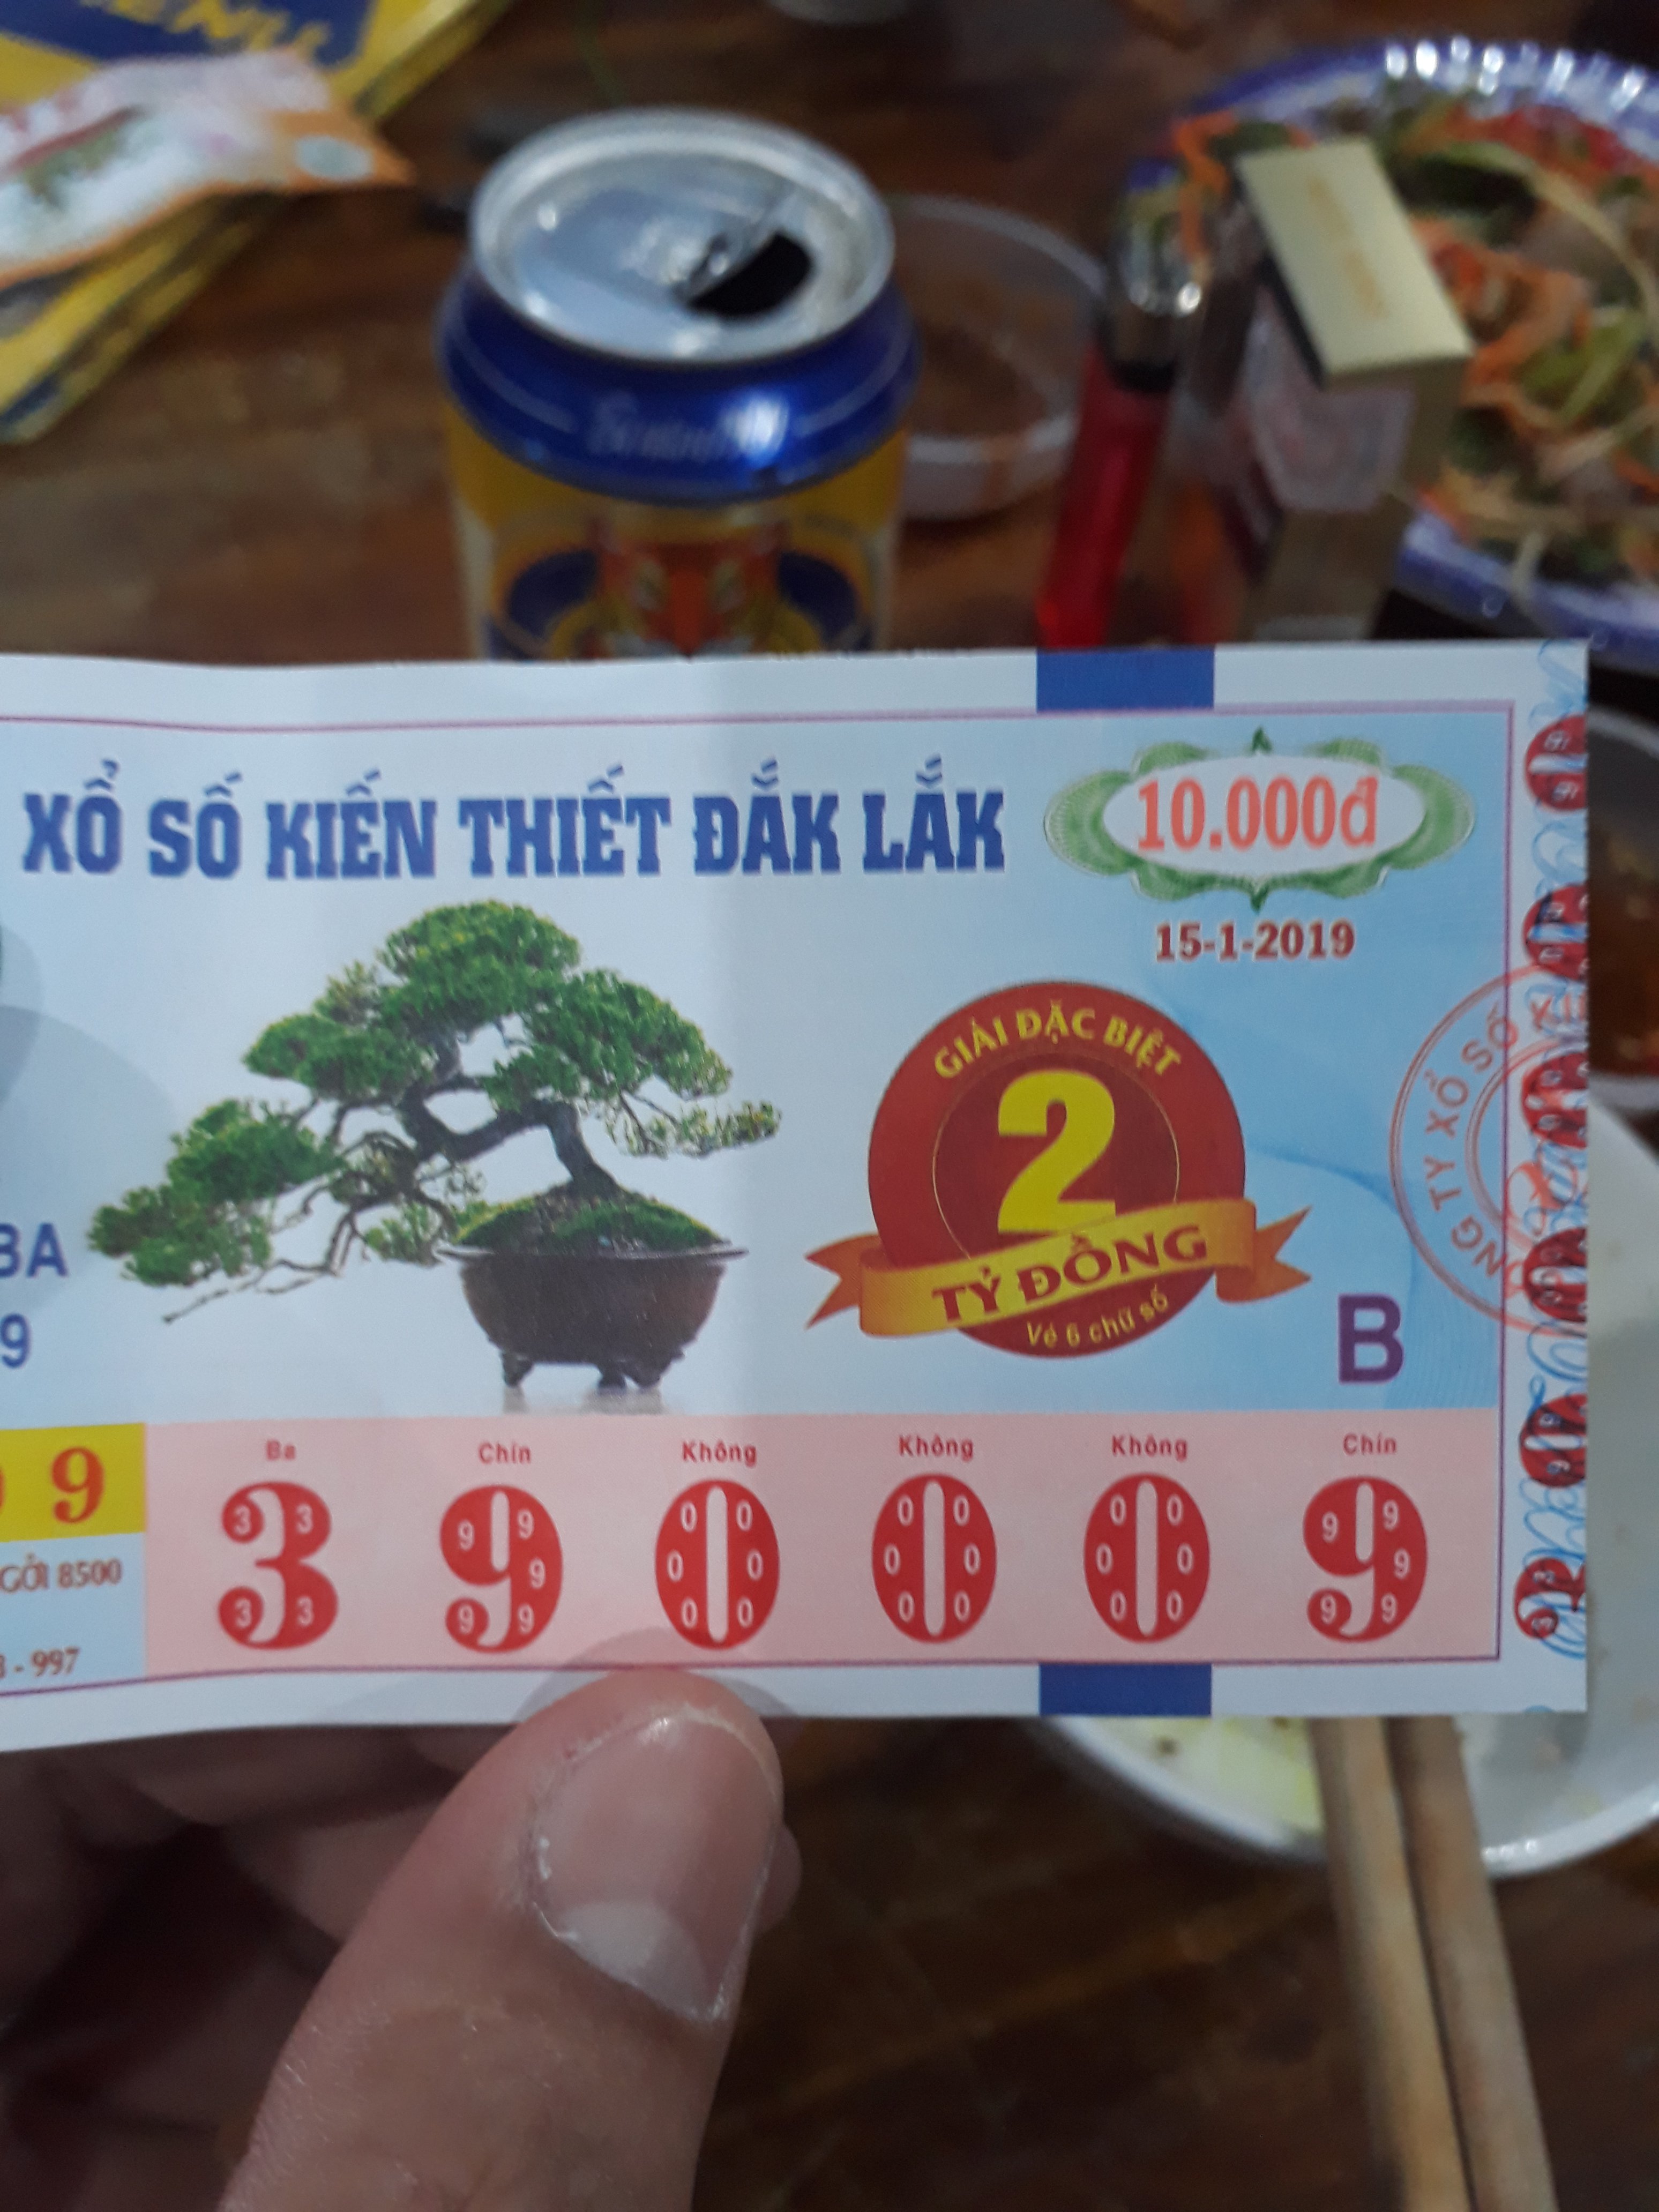 XỔ SỐ KIẾN THIẾT ĐẮK LẮK
10.000đ
15-1-2019
GIẢI ĐẶC BIỆT
2
TỶ ĐỒNG
Vé 6 chữ số
BA
9
B
9
Ba Chín Không Không Không Chín
3 9 0 0 0 9
GỞI 8500
- 997